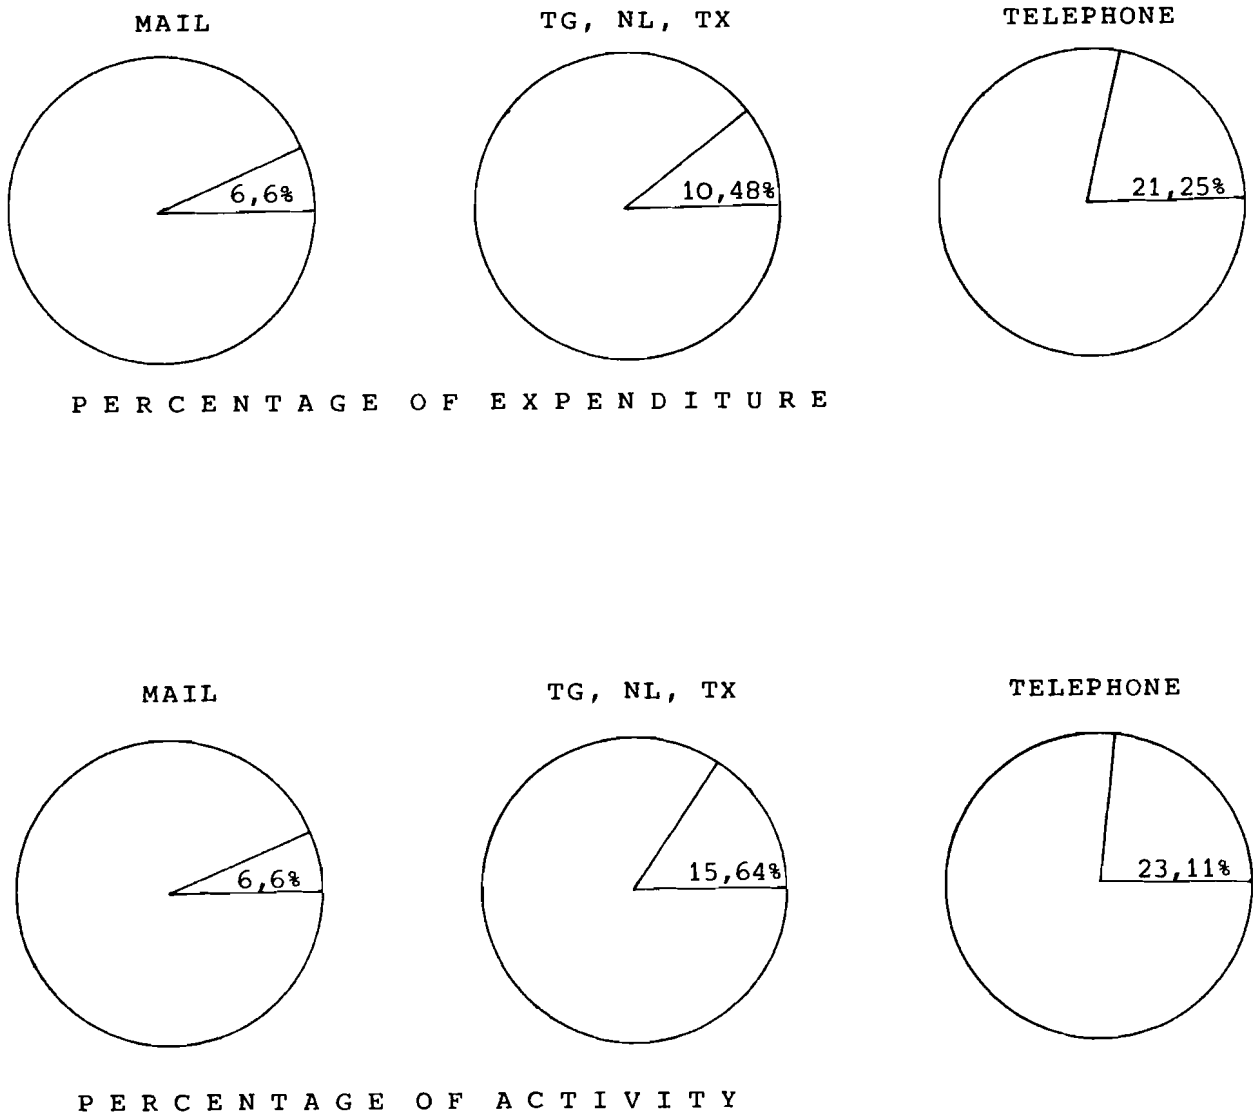 MAIL TG, NL, TX TELEPHONE
6,6% 10,48% 21,25%
PERCENTAGE OF EXPENDITURE
MAIL TG, NL, TX TELEPHONE
6,6% 15,64% 23,11%
PERCENTAGE OF ACTIVITY